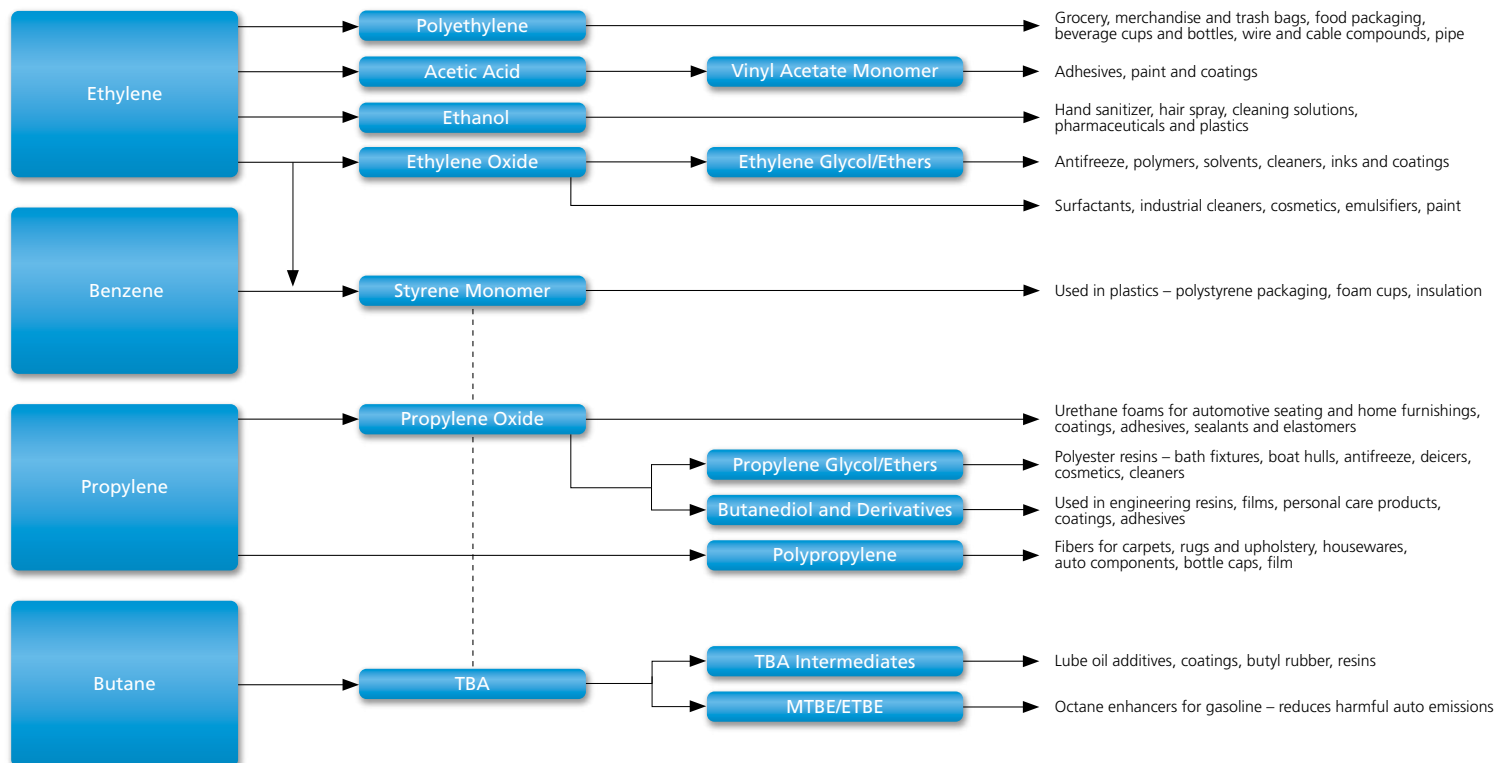 Ethylene
Polyethylene
Grocery, merchandise and trash bags, food packaging,
beverage cups and bottles, wire and cable compounds, pipe
Acetic Acid
Vinyl Acetate Monomer
Adhesives, paint and coatings
Ethanol
Hand sanitizer, hair spray, cleaning solutions,
pharmaceuticals and plastics
Ethylene Oxide
Ethylene Glycol/Ethers
Antifreeze, polymers, solvents, cleaners, inks and coatings
Surfactants, industrial cleaners, cosmetics, emulsifiers, paint
Benzene
Styrene Monomer
Used in plastics – polystyrene packaging, foam cups, insulation
Propylene
Propylene Oxide
Urethane foams for automotive seating and home furnishings,
coatings, adhesives, sealants and elastomers
Propylene Glycol/Ethers
Polyester resins – bath fixtures, boat hulls, antifreeze, deicers,
cosmetics, cleaners
Butanediol and Derivatives
Used in engineering resins, films, personal care products,
coatings, adhesives
Polypropylene
Fibers for carpets, rugs and upholstery, housewares,
auto components, bottle caps, film
Butane
TBA
TBA Intermediates
Lube oil additives, coatings, butyl rubber, resins
MTBE/ETBE
Octane enhancers for gasoline – reduces harmful auto emissions